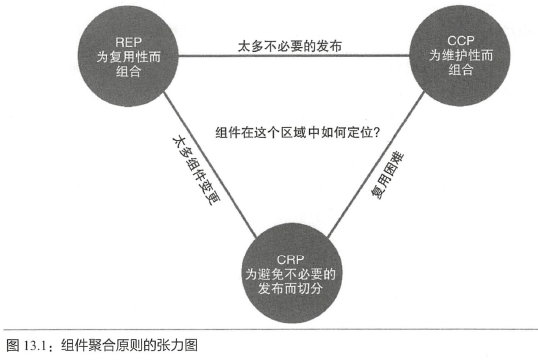 REP
为复用性而
组合
太多不必要的发布
CCP
为维护性而
组合
组件在这个区域中如何定位?
太多组件变更
复用困难
CRP
为避免不必要的
发布而切分
图 13.1：组件聚合原则的张力图